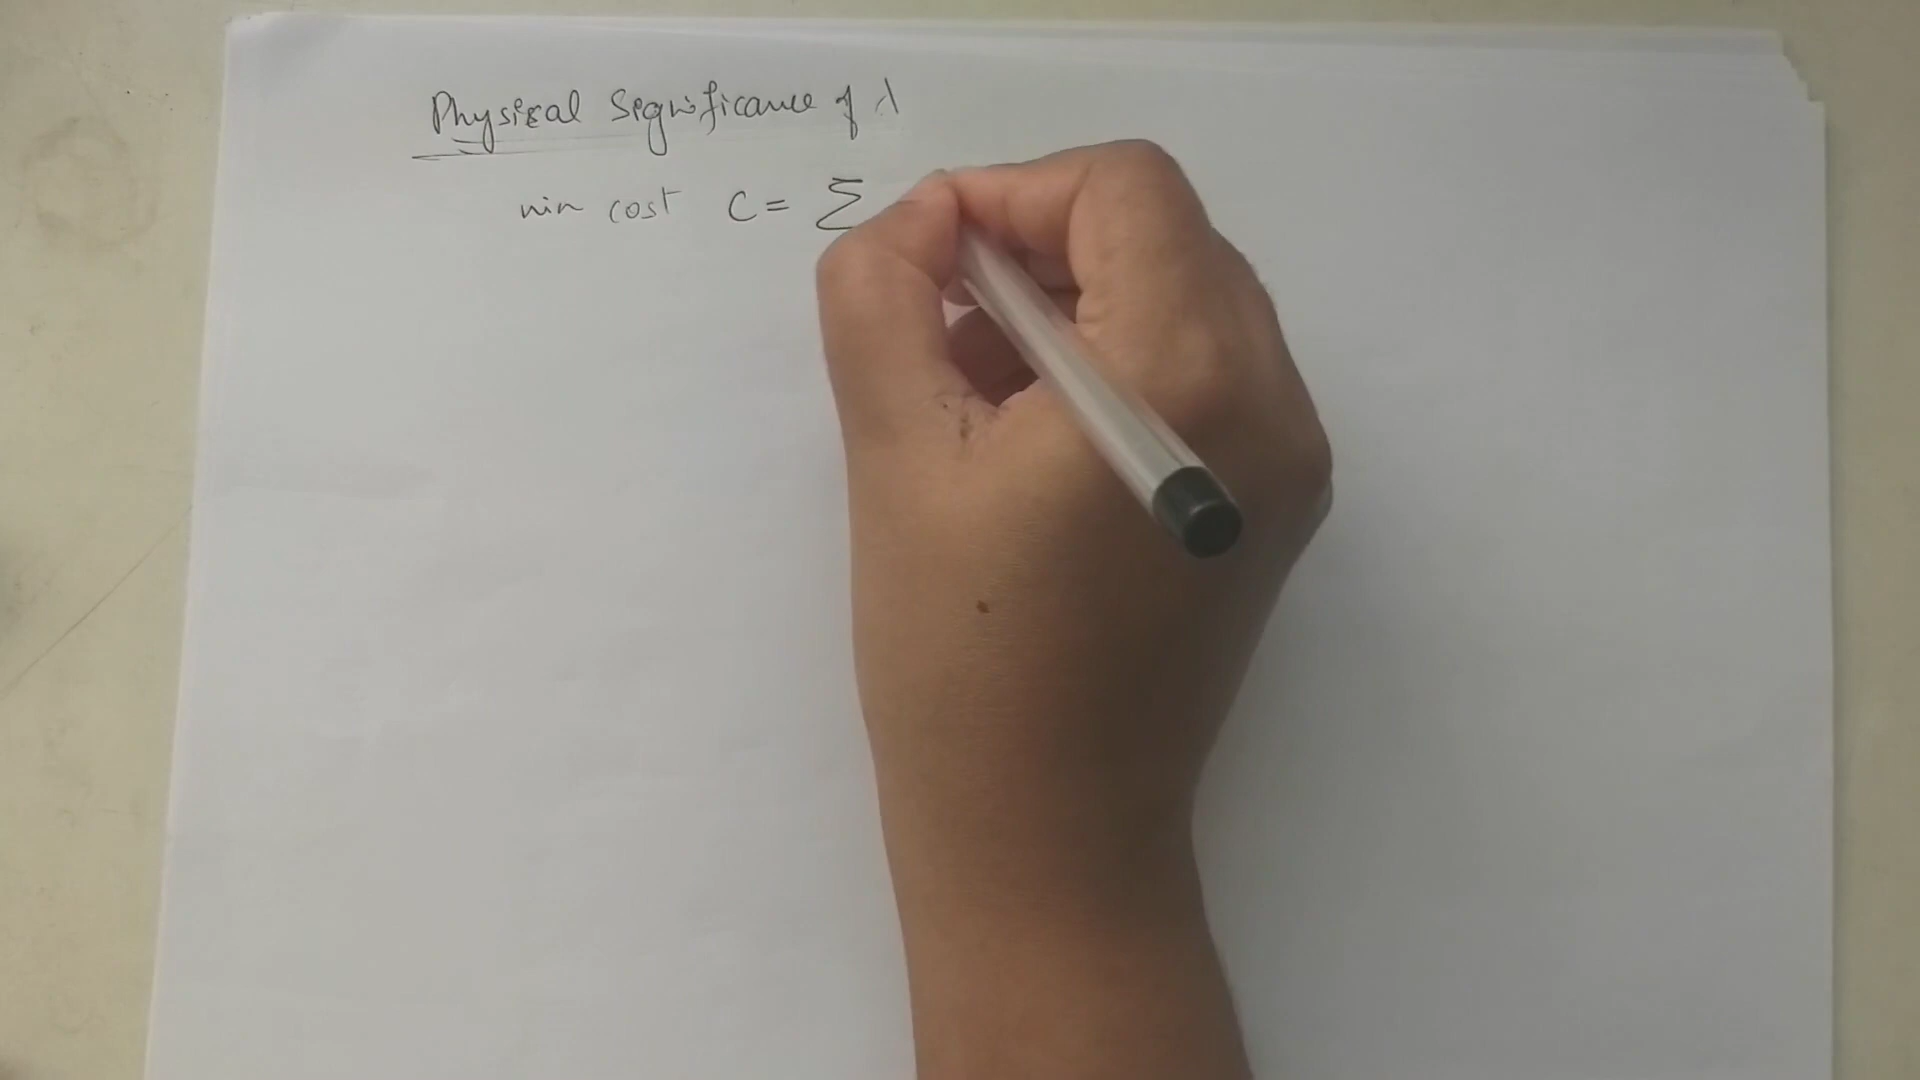 Physical Significance of λ
min cost C = Σ